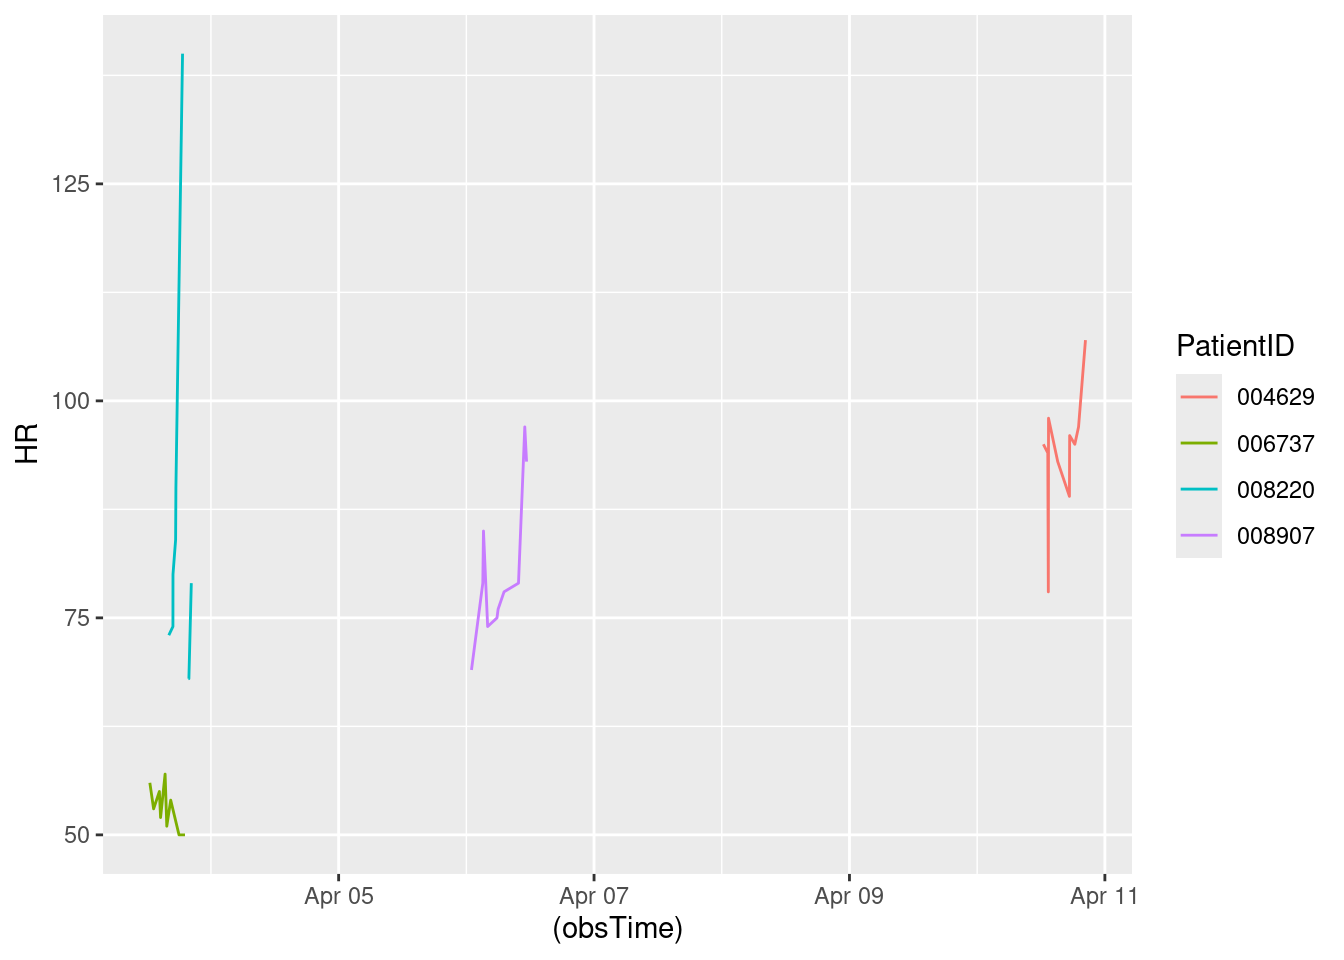 HR
125
100
75
50
Apr 05
Apr 07
Apr 09
Apr 11
(obsTime)
PatientID
004629
006737
008220
008907